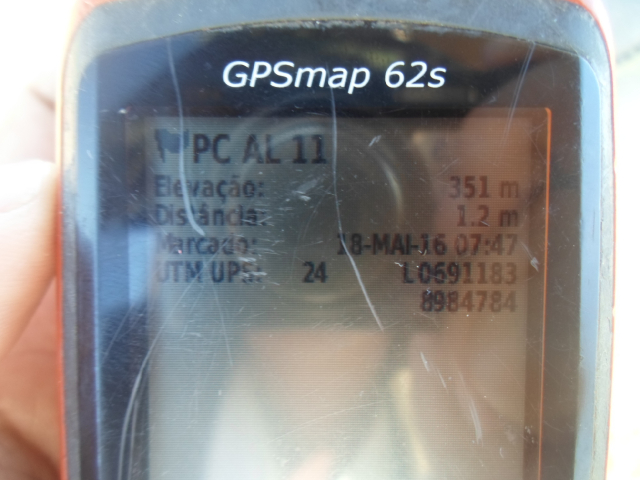 GPSmap 62s
PC AL 11
Elevação: 351 m
Distância: 1.2 m
Marcado: 18-MAI-16 07:47
UTM UPS: 24 L 0691183
8984784